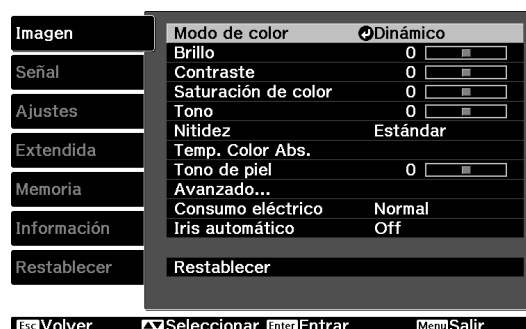 Imagen
Señal
Ajustes
Extendida
Memoria
Información
Restablecer
Modo de color Dinámico
Brillo 0
Contraste 0
Saturación de color 0
Tono 0
Nitidez Estándar
Temp. Color Abs.
Tono de piel 0
Avanzado...
Consumo eléctrico Normal
Iris automático Off
Restablecer
Esc Volver Seleccionar Enter Entrar Menu Salir